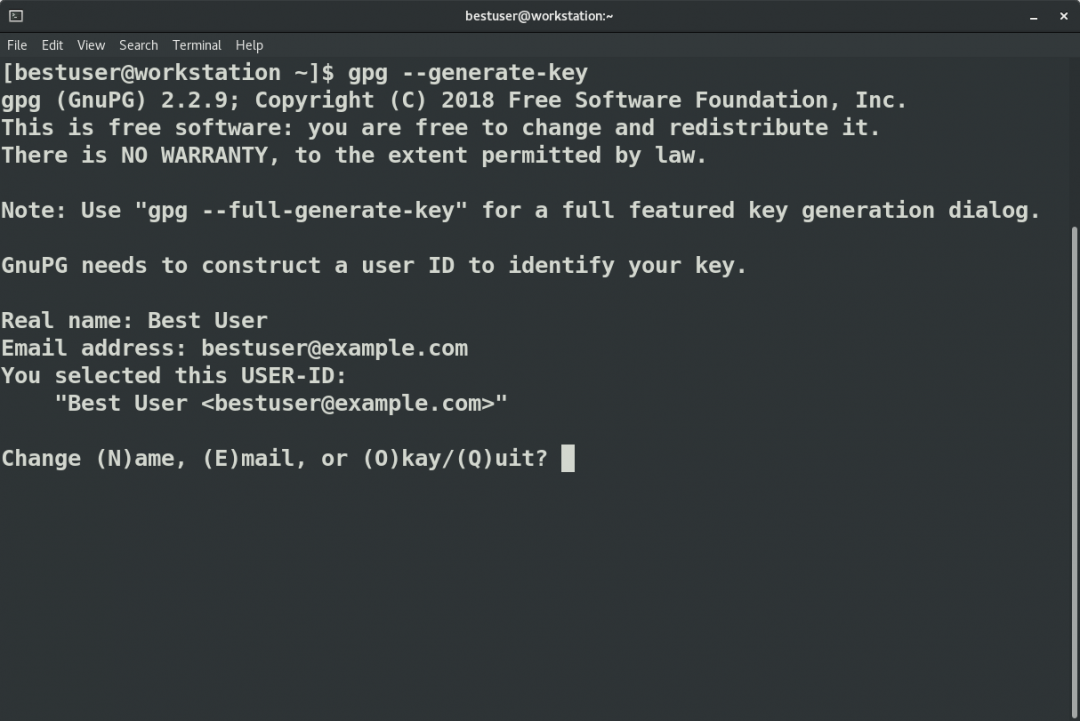 bestuser@workstation:~
File Edit View Search Terminal Help
[bestuser@workstation ~]$ gpg --generate-key
gpg (GnuPG) 2.2.9; Copyright (C) 2018 Free Software Foundation, Inc.
This is free software: you are free to change and redistribute it.
There is NO WARRANTY, to the extent permitted by law.
Note: Use "gpg --full-generate-key" for a full featured key generation dialog.
GnuPG needs to construct a user ID to identify your key.
Real name: Best User
Email address: bestuser@example.com
You selected this USER-ID:
    "Best User <bestuser@example.com>"
Change (N)ame, (E)mail, or (O)kay/(Q)uit?